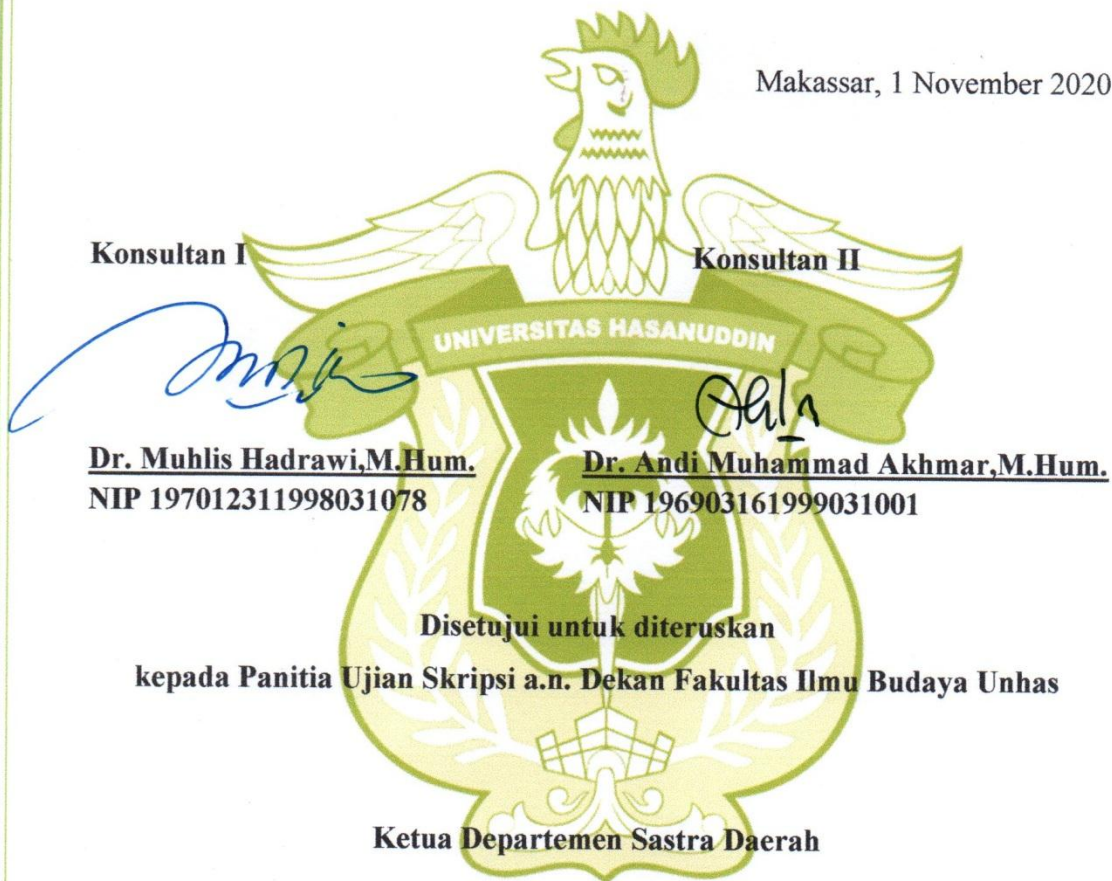 Makassar, 1 November 2020
Konsultan I
Konsultan II
UNIVERSITAS HASANUDDIN
Dr. Muhlis Hadrawi,M.Hum.
NIP 197012311998031078
Dr. Andi Muhammad Akhmar,M.Hum.
NIP 196903161999031001
Disetujui untuk diteruskan
kepada Panitia Ujian Skripsi a.n. Dekan Fakultas Ilmu Budaya Unhas
Ketua Departemen Sastra Daerah